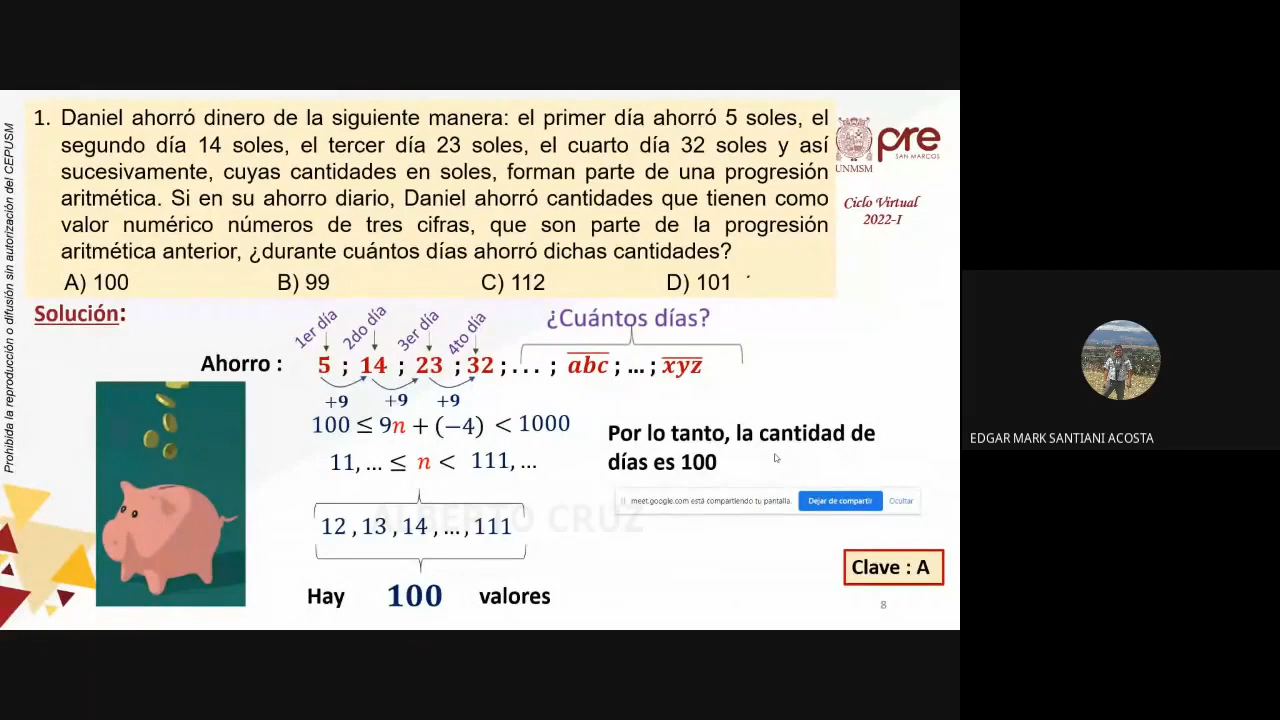 1. Daniel ahorró dinero de la siguiente manera: el primer día ahorró 5 soles, el
segundo día 14 soles, el tercer día 23 soles, el cuarto día 32 soles y así
sucesivamente, cuyas cantidades en soles, forman parte de una progresión
aritmética. Si en su ahorro diario, Daniel ahorró cantidades que tienen como
valor numérico números de tres cifras, que son parte de la progresión
aritmética anterior, ¿durante cuántos días ahorró dichas cantidades?
A) 100 B) 99 C) 112 D) 101
pre
SAN MARCOS
UNMSM
Ciclo Virtual
2022-I
Prohibida la reproducción o difusión sin autorización del CEPUSM
Solución:
1er día 2do día 3er día 4to día
¿Cuántos días?
Ahorro : 5 ; 14 ; 23 ; 32 ; . . . ; abc ; ... ; xyz
+9 +9 +9
100 ≤ 9n + (−4) < 1000
11, ... ≤ n < 111, ...
12 , 13 , 14 , ... , 111
Hay 100 valores
Por lo tanto, la cantidad de
días es 100
meet.google.com está compartiendo tu pantalla. Dejar de compartir Ocultar
ALBERTO CRUZ
Clave : A
8
EDGAR MARK SANTIANI ACOSTA